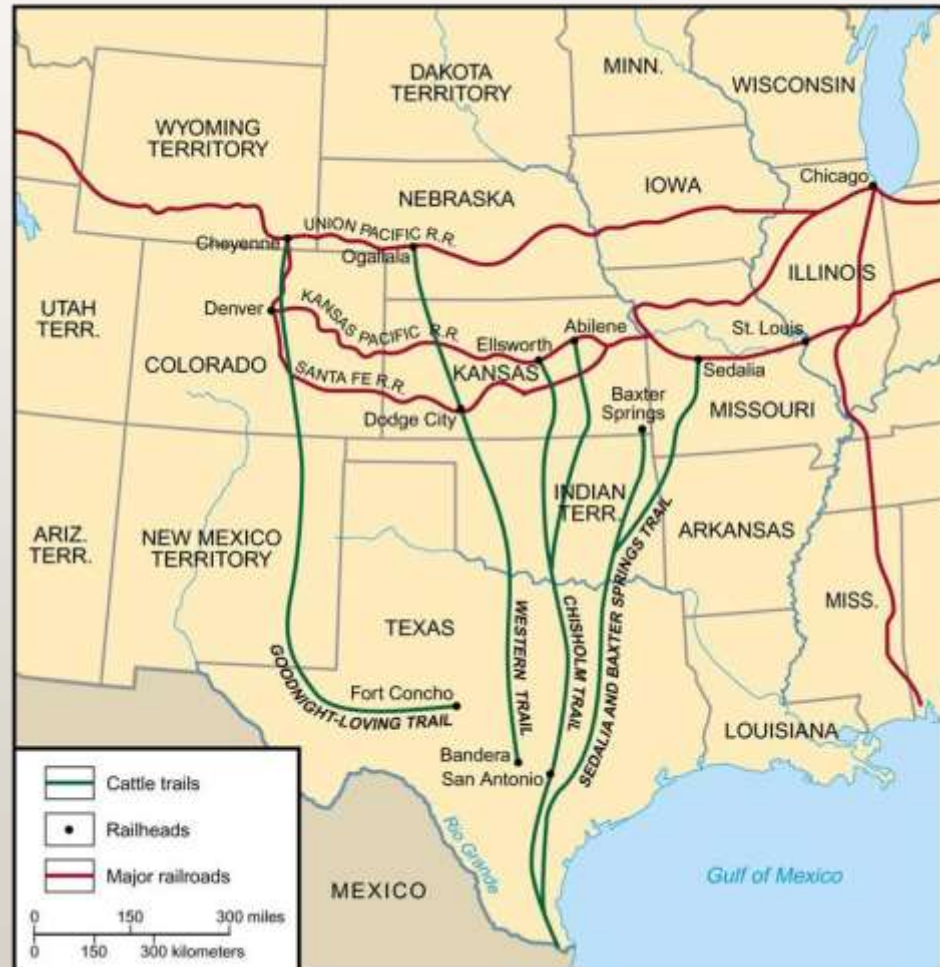 DAKOTA
TERRITORY
MINN.
WISCONSIN
WYOMING
TERRITORY
NEBRASKA
IOWA
Chicago
UNION PACIFIC R.R.
Cheyenne
Ogallala
ILLINOIS
UTAH
TERR.
Denver
KANSAS PACIFIC R.R.
Abilene
St. Louis
COLORADO
Ellsworth
SANTA FE R.R.
KANSAS
Sedalia
Dodge City
Baxter
Springs
MISSOURI
INDIAN
TERR.
ARIZ.
TERR.
NEW MEXICO
TERRITORY
ARKANSAS
MISS.
TEXAS
WESTERN TRAIL
CHISHOLM TRAIL
SEDALIA AND BAXTER SPRINGS TRAIL
GOODNIGHT-LOVING TRAIL
Fort Concho
LOUISIANA
Bandera
San Antonio
Rio Grande
MEXICO
Gulf of Mexico
Cattle trails
Railheads
Major railroads
0 150 300 miles
0 150 300 kilometers